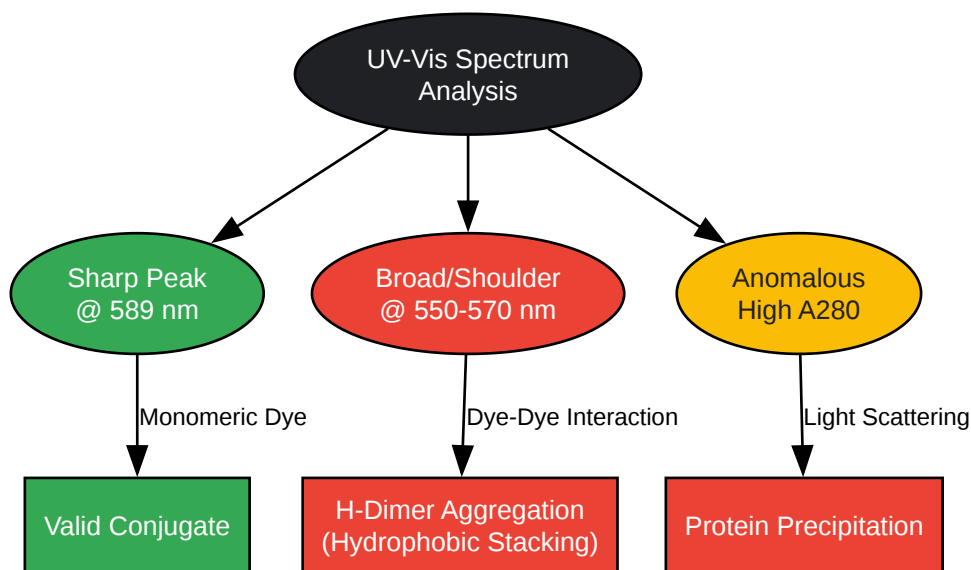 UV-Vis Spectrum
Analysis
Sharp Peak
@ 589 nm
Broad/Shoulder
@ 550-570 nm
Anomalous
High A280
Monomeric Dye
Dye-Dye Interaction
Light Scattering
Valid Conjugate
H-Dimer Aggregation
(Hydrophobic Stacking)
Protein Precipitation